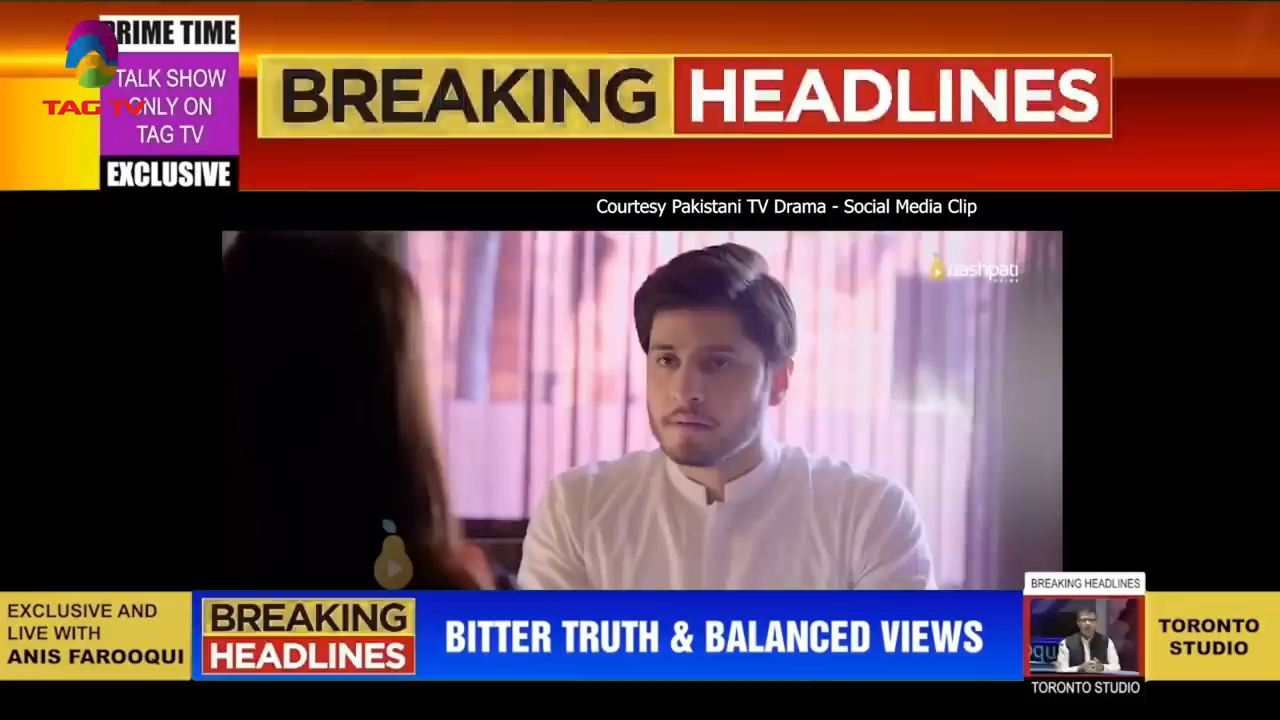 PRIME TIME
TALK SHOW
ONLY ON
TAG TV
EXCLUSIVE
TAG TV
BREAKING HEADLINES
Courtesy Pakistani TV Drama - Social Media Clip
nashpati
EXCLUSIVE AND
LIVE WITH
ANIS FAROOQUI
BREAKING
HEADLINES
BITTER TRUTH & BALANCED VIEWS
BREAKING HEADLINES
TORONTO STUDIO
TORONTO
STUDIO